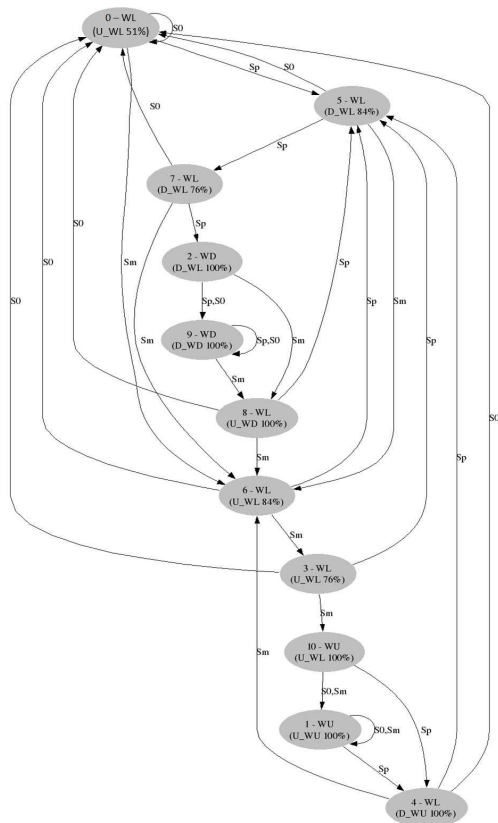 0 – WL
(U_WL 51%)
S0
Sp
S0
5 - WL
(D_WL 84%)
S0
Sp
7 - WL
(D_WL 76%)
Sp
S0
S0
Sm
2 - WD
(D_WL 100%)
Sp
Sp
Sm
S0
Sp,S0
Sm
Sm
9 - WD
(D_WD 100%)
Sp,S0
Sp
Sm
8 - WL
(U_WD 100%)
S0
Sm
6 - WL
(U_WL 84%)
Sm
3 - WL
(U_WL 76%)
Sm
Sm
Sp
10 - WU
(U_WL 100%)
S0,Sm
Sp
1 - WU
(U_WU 100%)
S0,Sm
Sp
4 - WL
(D_WU 100%)